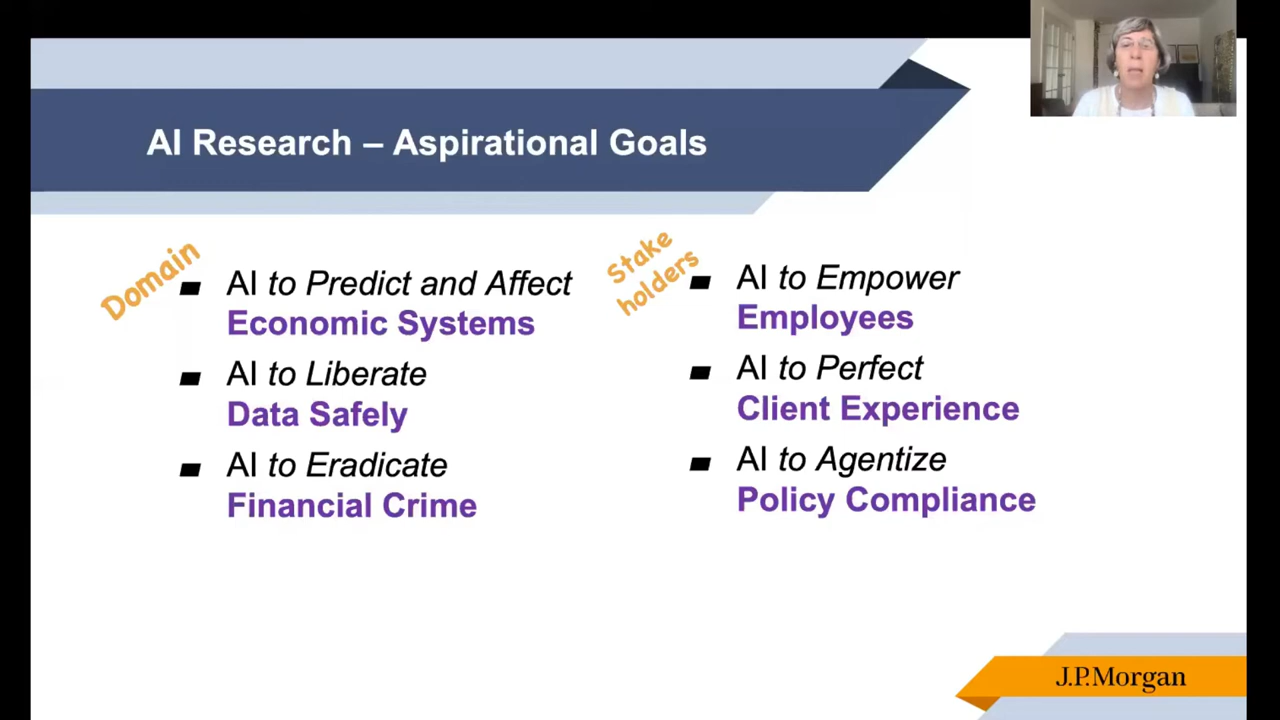 AI Research – Aspirational Goals
Domain
AI to Predict and Affect
Economic Systems
AI to Liberate
Data Safely
AI to Eradicate
Financial Crime
Stake
holders
AI to Empower
Employees
AI to Perfect
Client Experience
AI to Agentize
Policy Compliance
J.P.Morgan